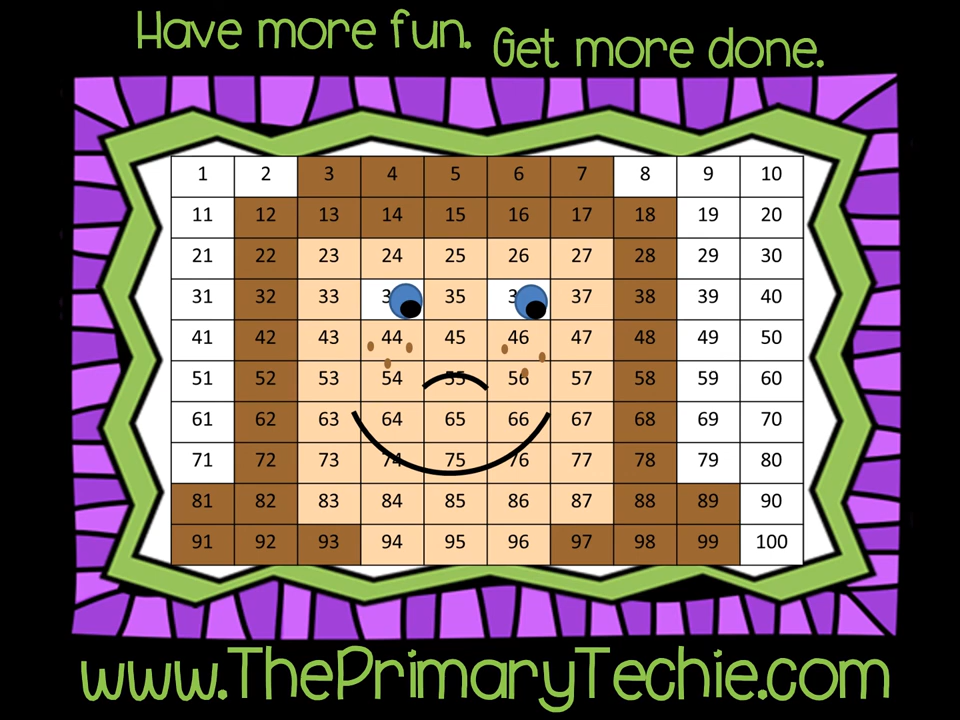 Have more fun. Get more done.
1 2 3 4 5 6 7 8 9 10
11 12 13 14 15 16 17 18 19 20
21 22 23 24 25 26 27 28 29 30
31 32 33 3 35 3 37 38 39 40
41 42 43 44 45 46 47 48 49 50
51 52 53 54 55 56 57 58 59 60
61 62 63 64 65 66 67 68 69 70
71 72 73 74 75 76 77 78 79 80
81 82 83 84 85 86 87 88 89 90
91 92 93 94 95 96 97 98 99 100
www.ThePrimaryTechie.com